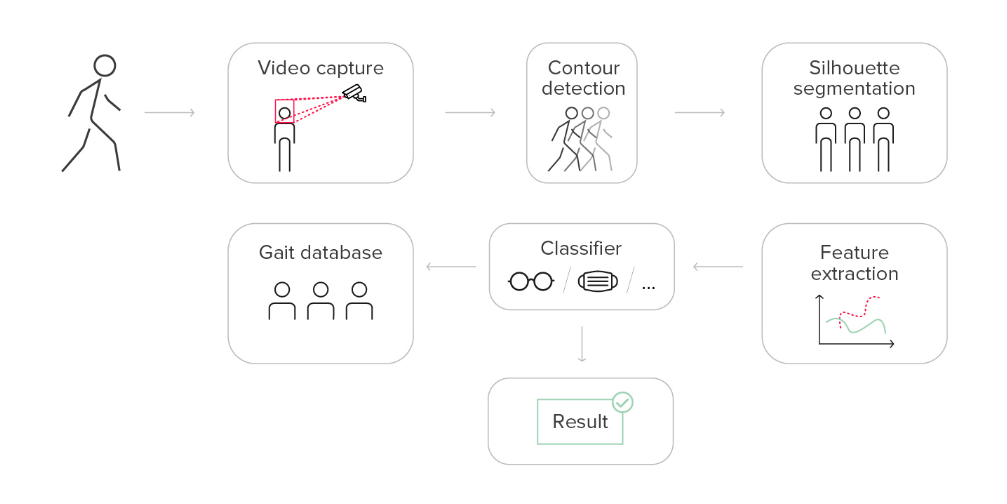 Video capture
Contour
detection
Silhouette
segmentation
Gait database
Classifier
...
Feature
extraction
Result